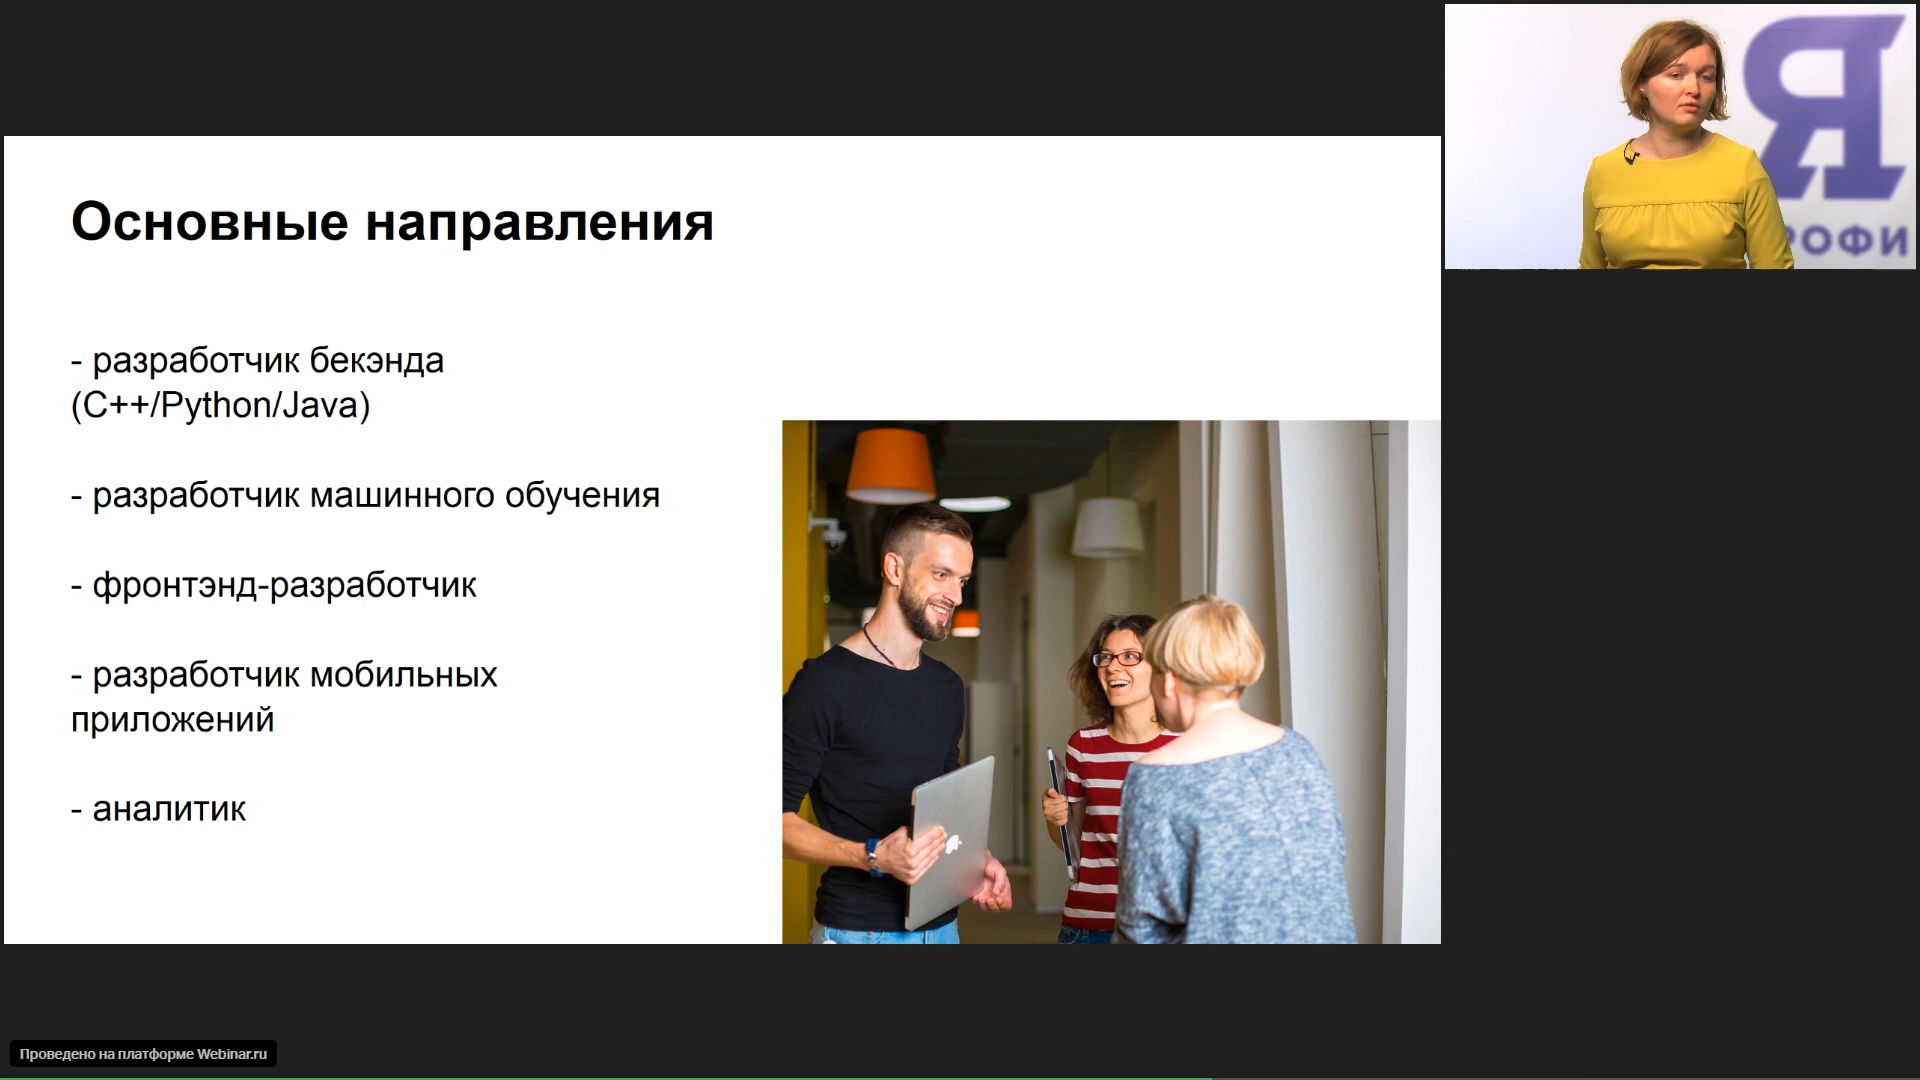 Основные направления
- разработчик бекэнда
(C++/Python/Java)
- разработчик машинного обучения
- фронтэнд-разработчик
- разработчик мобильных
приложений
- аналитик
Я
РОФИ
Проведено на платформе Webinar.ru